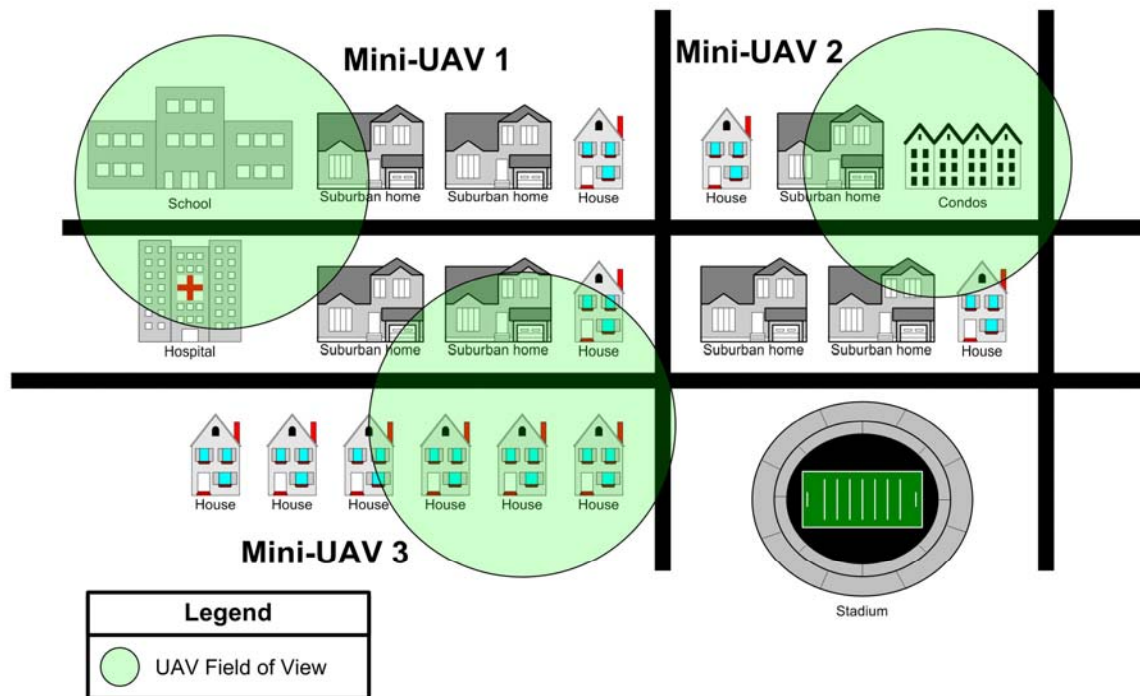 Mini-UAV 1
Mini-UAV 2
School
Suburban home
Suburban home
House
House
Suburban home
Condos
Hospital
Suburban home
Suburban home
House
Suburban home
Suburban home
House
House
House
House
House
House
House
Mini-UAV 3
Stadium
Legend
UAV Field of View